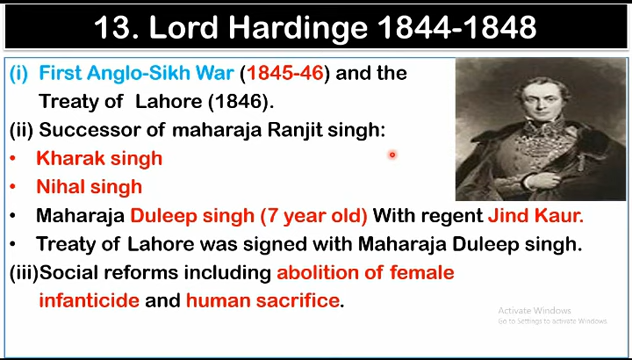 13. Lord Hardinge 1844-1848
(i) First Anglo-Sikh War (1845-46) and the
Treaty of Lahore (1846).
(ii) Successor of maharaja Ranjit singh:
• Kharak singh
• Nihal singh
• Maharaja Duleep singh (7 year old) With regent Jind Kaur.
• Treaty of Lahore was signed with Maharaja Duleep singh.
(iii)Social reforms including abolition of female
infanticide and human sacrifice.
Activate Windows
Go to Settings to activate Windows.